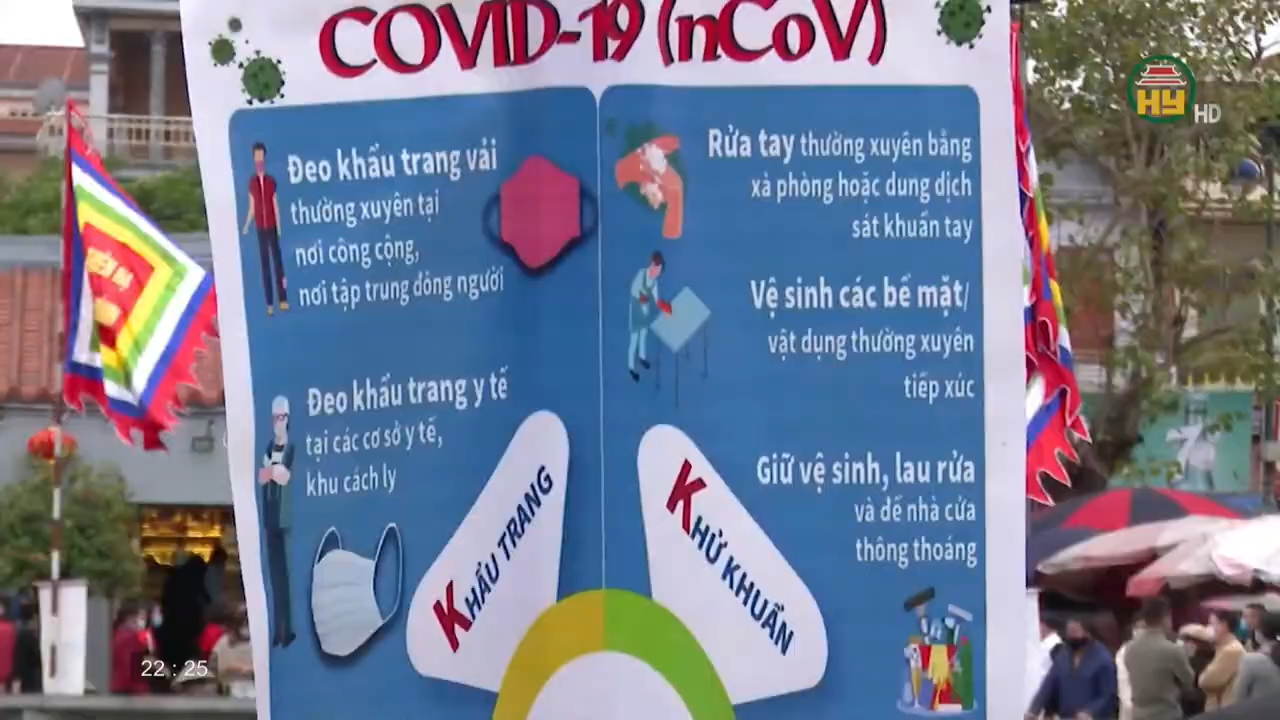 COVID-19 (nCoV)
HY HD
Đeo khẩu trang vải
thường xuyên tại
nơi công cộng,
nơi tập trung đông người
Đeo khẩu trang y tế
tại các cơ sở y tế,
khu cách ly
KHẨU TRANG
Rửa tay thường xuyên bằng
xà phòng hoặc dung dịch
sát khuẩn tay
Vệ sinh các bề mặt/
vật dụng thường xuyên
tiếp xúc
Giữ vệ sinh, lau rửa
và để nhà cửa
thông thoáng
KHỬ KHUẨN
22 : 25